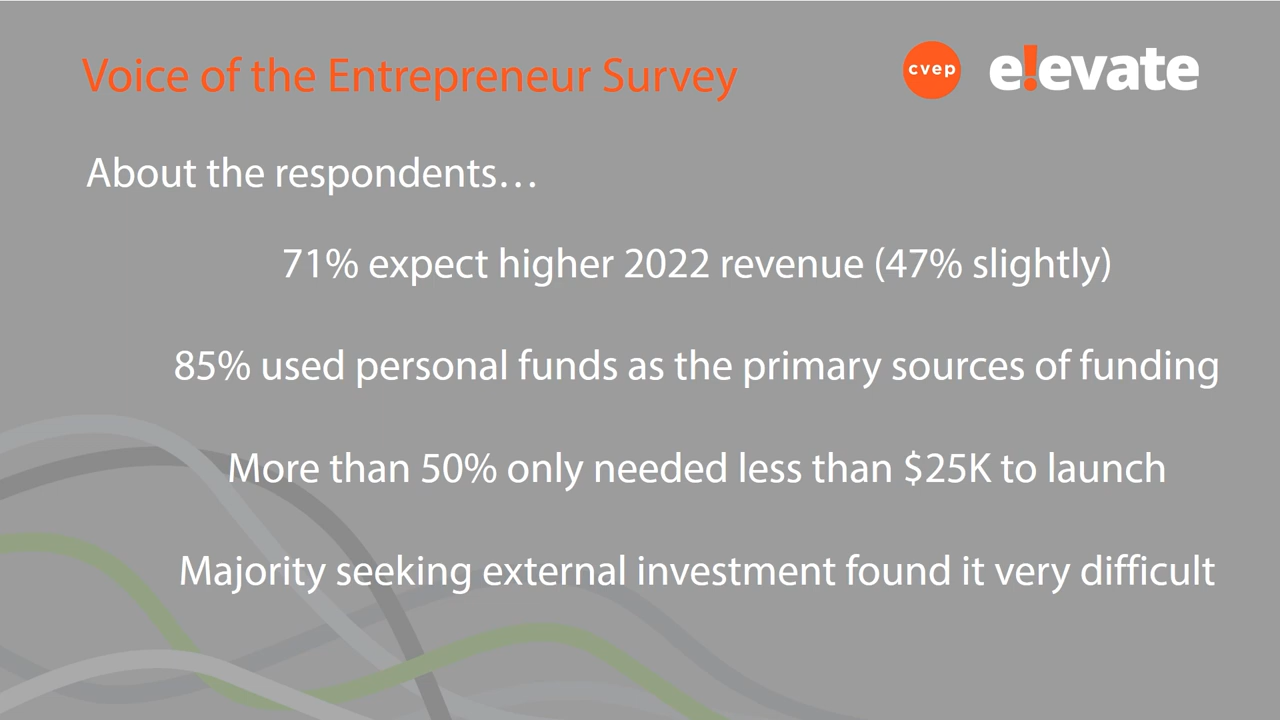 Voice of the Entrepreneur Survey
cvep
e!evate
About the respondents…
71% expect higher 2022 revenue (47% slightly)
85% used personal funds as the primary sources of funding
More than 50% only needed less than $25K to launch
Majority seeking external investment found it very difficult